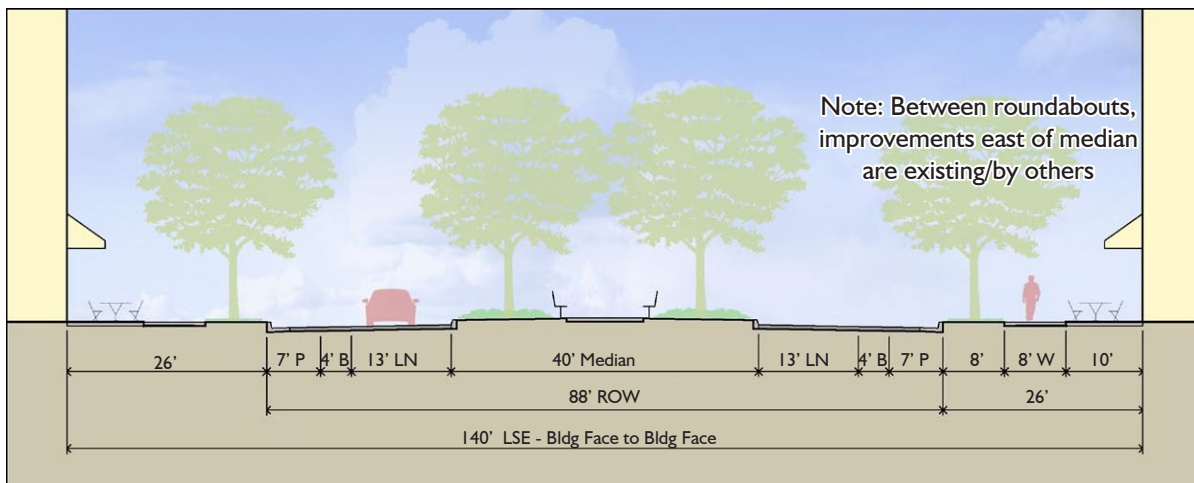 Note: Between roundabouts,
improvements east of median
are existing/by others
26' 7' P 4' B 13' LN 40' Median 13' LN 4' B 7' P 8' 8' W 10'
88' ROW 26'
140' LSE - Bldg Face to Bldg Face